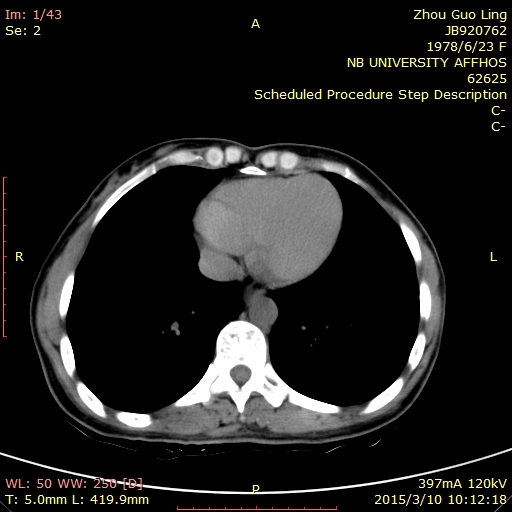 Im: 1/43
Se: 2
A
Zhou Guo Ling
JB920762
1978/6/23 F
NB UNIVERSITY AFFHOS
62625
Scheduled Procedure Step Description
C-
C-
R
L
WL: 50 WW: 250 [D]
T: 5.0mm L: 419.9mm
P
397mA 120kV
2015/3/10 10:12:18